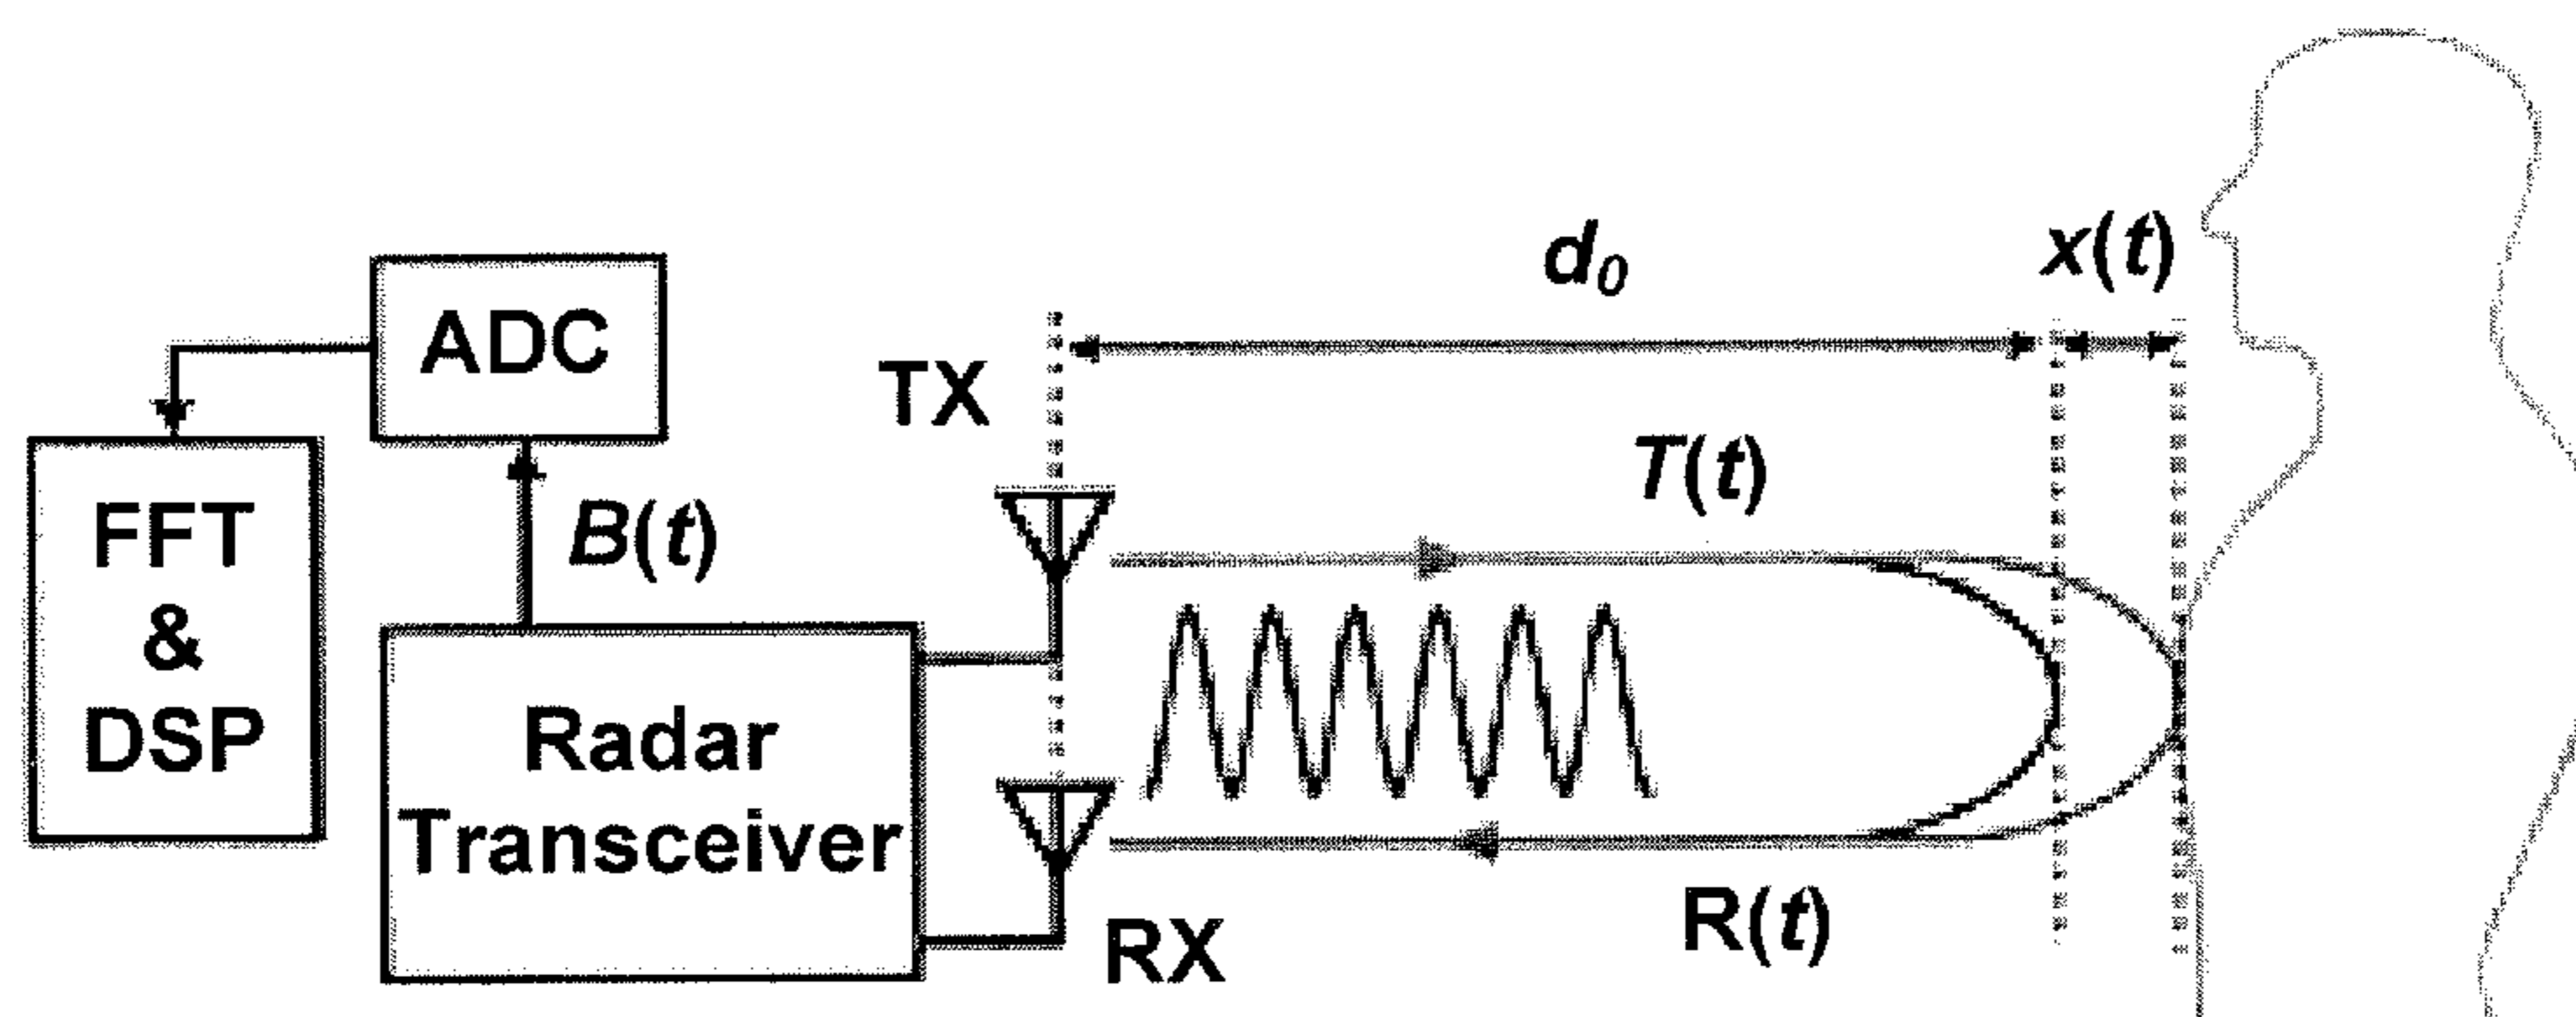 ADC
FFT
&
DSP
B(t)
Radar
Transceiver
TX
RX
d0
x(t)
T(t)
R(t)